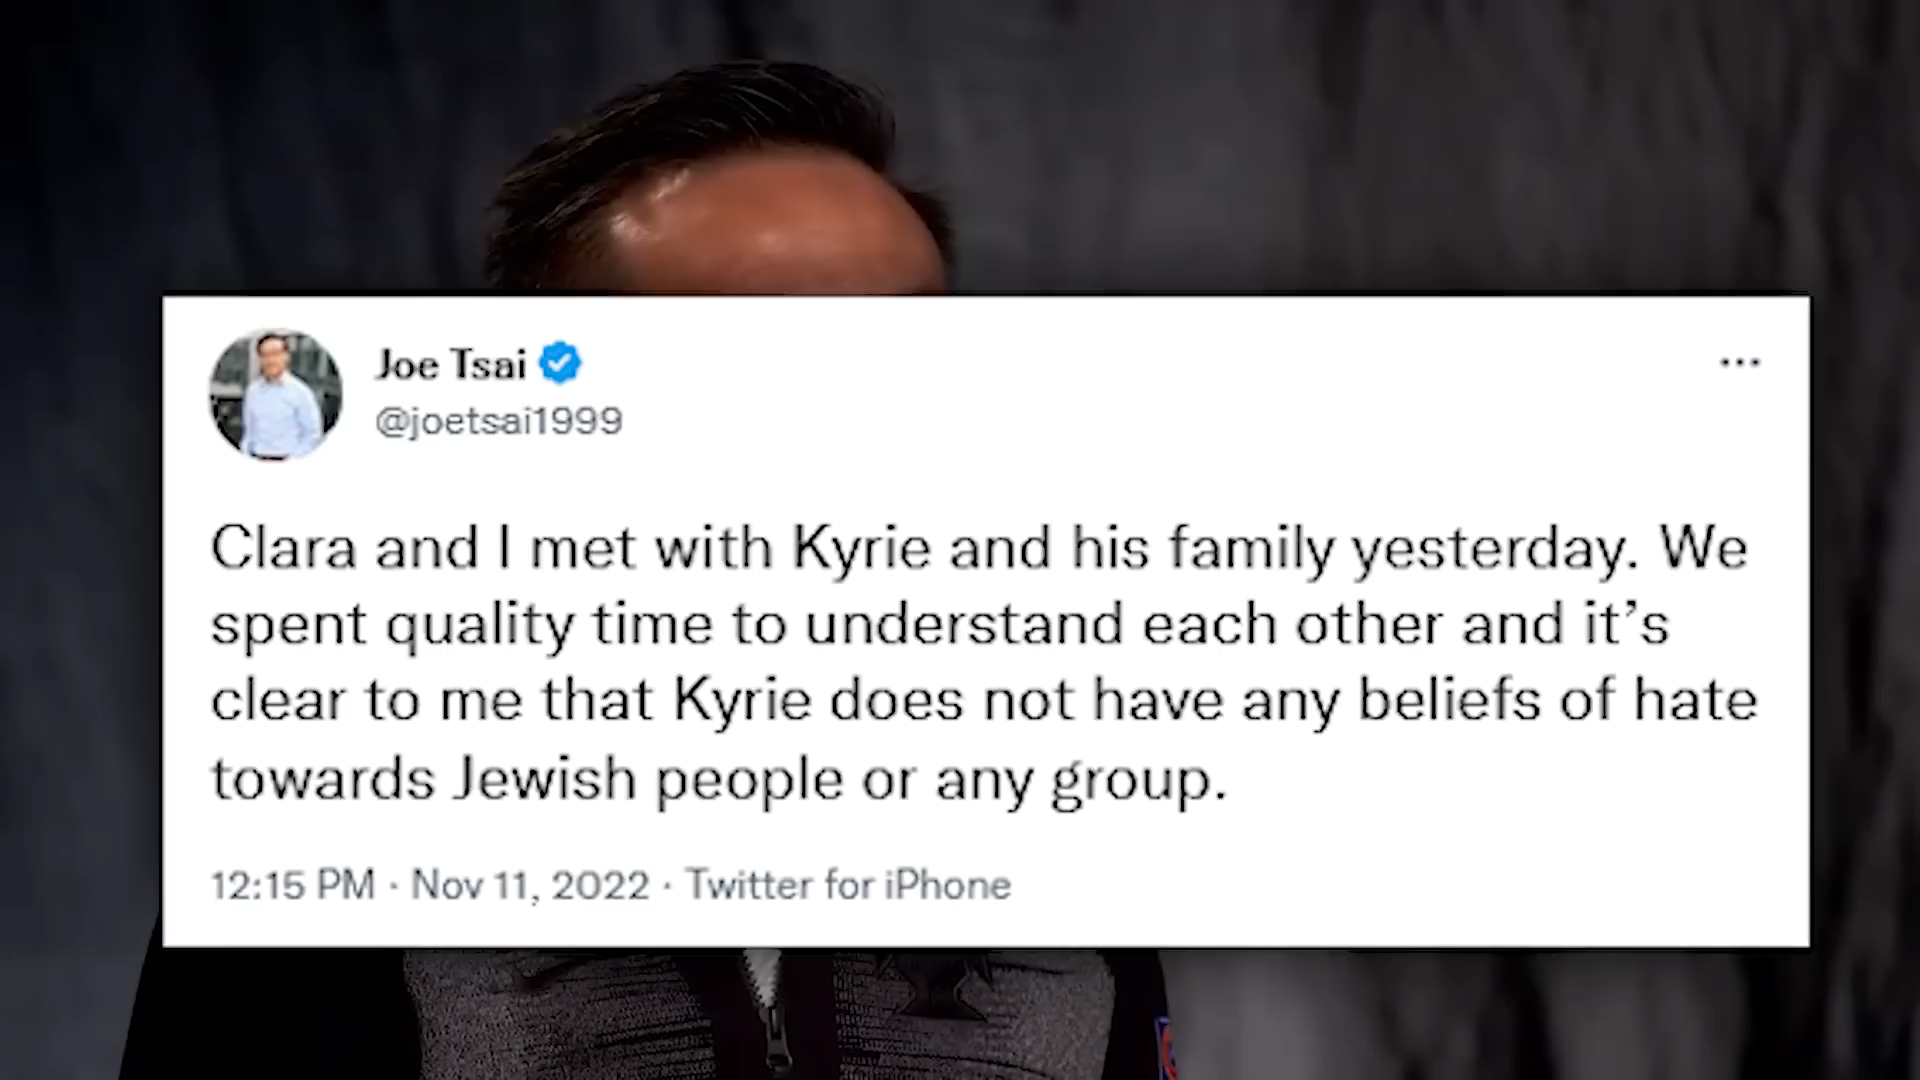 Joe Tsai
@joetsai1999
Clara and I met with Kyrie and his family yesterday. We
spent quality time to understand each other and it’s
clear to me that Kyrie does not have any beliefs of hate
towards Jewish people or any group.
12:15 PM · Nov 11, 2022 · Twitter for iPhone